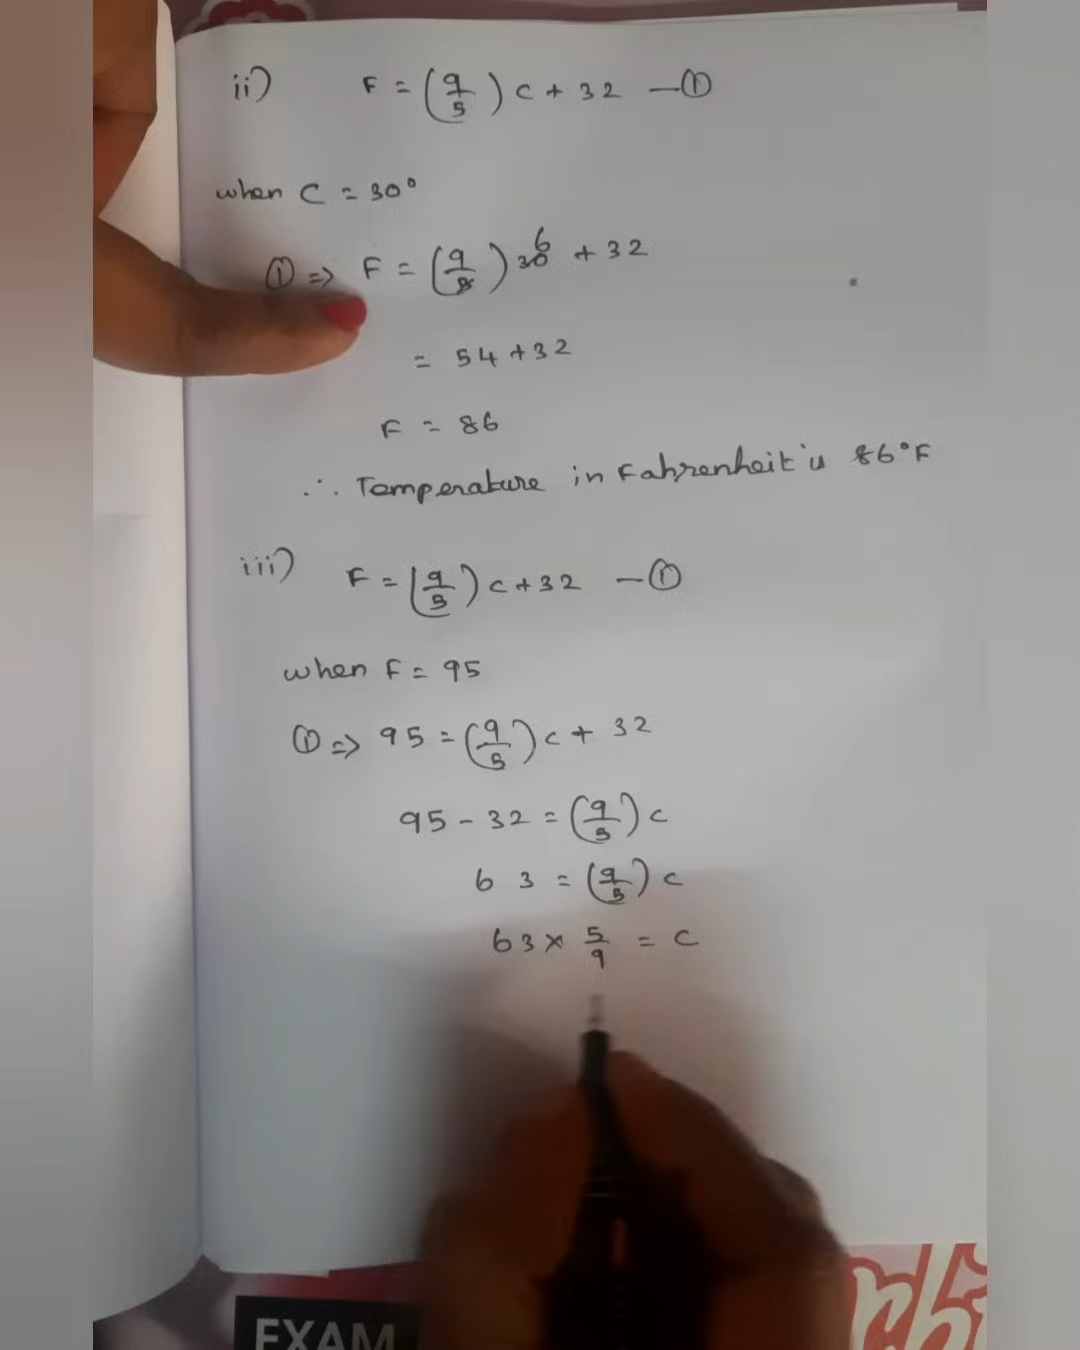 ii) F = (9/5) C + 32 — ①
when C = 30°
① => F = (9/5) 30 6 + 32
= 54 + 32
F = 86
∴ Temperature in Fahrenheit is 86°F
iii) F = (9/5) C + 32 — ①
when F = 95
① => 95 = (9/5) C + 32
95 - 32 = (9/5) C
63 = (9/5) C
63 × 5/9 = C
EXAM